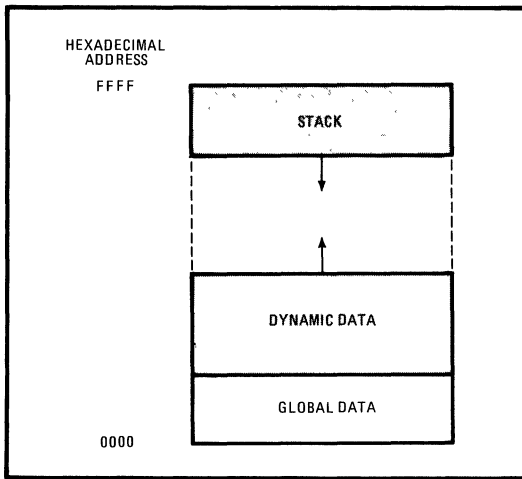 HEXADECIMAL
ADDRESS
FFFF
STACK
DYNAMIC DATA
GLOBAL DATA
0000